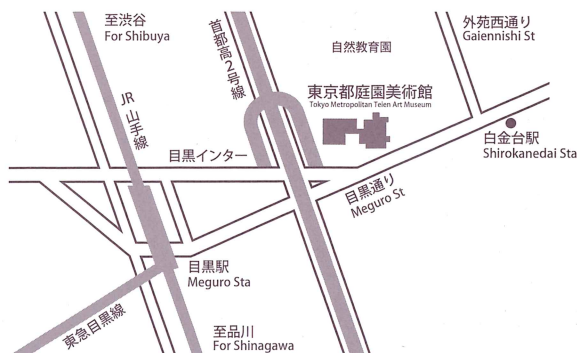 至渋谷
For Shibuya
首都高2号線
外苑西通り
Gaiennishi St
自然教育園
JR 山手線
東京都庭園美術館
Tokyo Metropolitan Teien Art Museum
目黒インター
白金台駅
Shirokanedai Sta
目黒通り
Meguro St
目黒駅
Meguro Sta
東急目黒線
至品川
For Shinagawa